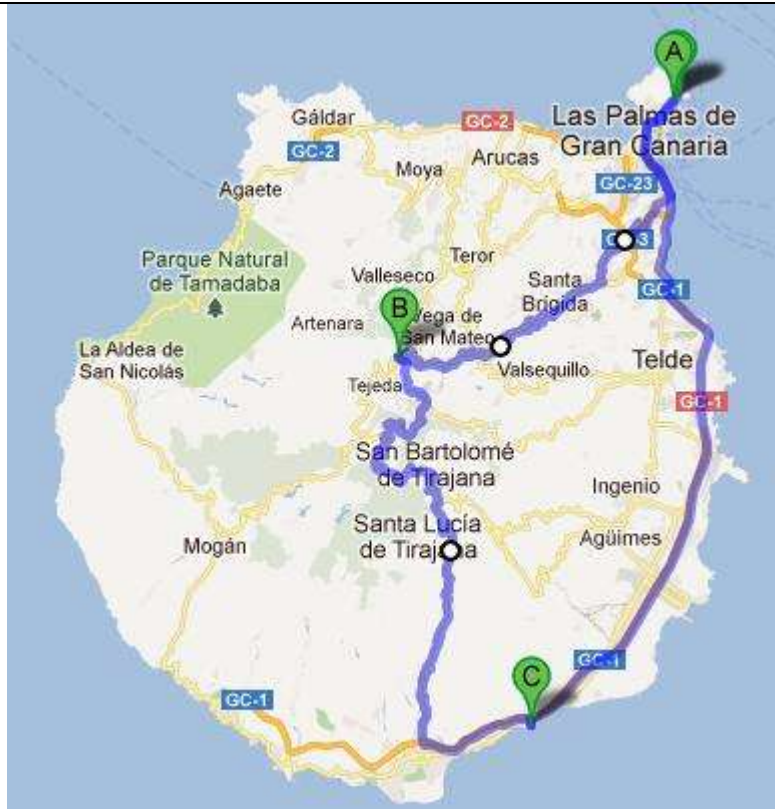 A
Las Palmas de
Gran Canaria
GC-2
Gáldar
GC-2
Arucas
Moya
GC-23
Agaete
Teror
Parque Natural
de Tamadaba
Valleseco
Santa
Brígida
GC-1
B
Artenara
Vega de
San Mateo
La Aldea de
San Nicolás
Valsequillo
Telde
Tejeda
GC-1
San Bartolomé
de Tirajana
Ingenio
Santa Lucía
de Tirajana
Agüimes
Mogán
GC-1
C
GC-1